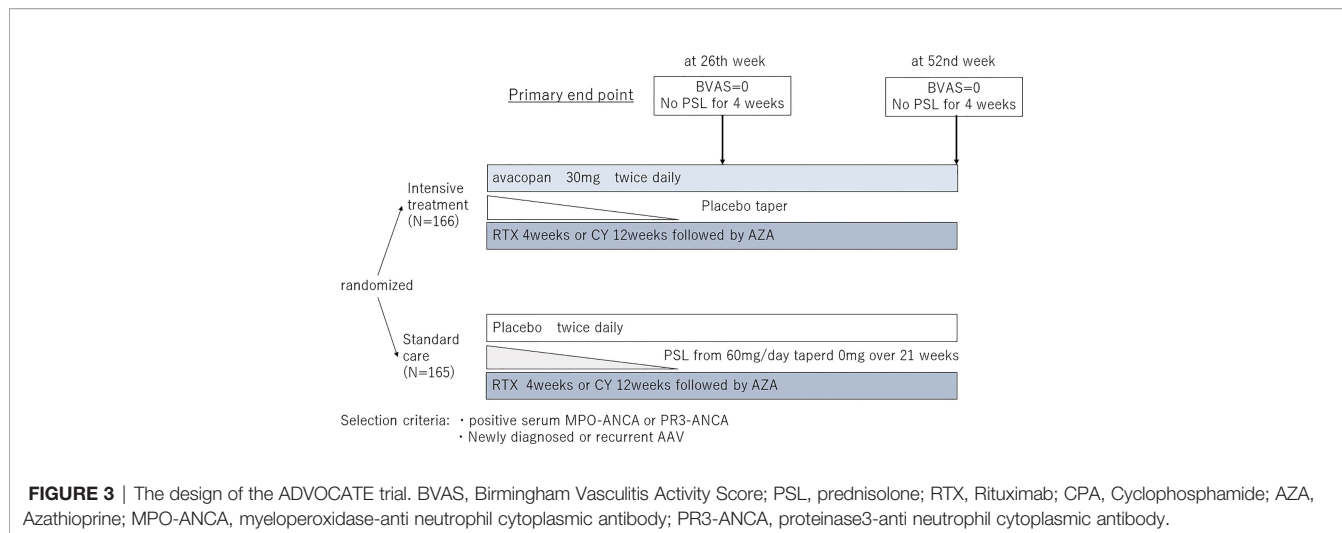 at 26th week
at 52nd week
Primary end point
BVAS=0
No PSL for 4 weeks
BVAS=0
No PSL for 4 weeks
avacopan 30mg twice daily
Intensive
treatment
(N=166)
Placebo taper
RTX 4weeks or CY 12weeks followed by AZA
randomized
Placebo twice daily
Standard
care
(N=165)
PSL from 60mg/day taperd 0mg over 21 weeks
RTX 4weeks or CY 12weeks followed by AZA
Selection criteria: ・positive serum MPO-ANCA or PR3-ANCA
・Newly diagnosed or recurrent AAV
FIGURE 3 | The design of the ADVOCATE trial. BVAS, Birmingham Vasculitis Activity Score; PSL, prednisolone; RTX, Rituximab; CPA, Cyclophosphamide; AZA,
Azathioprine; MPO-ANCA, myeloperoxidase-anti neutrophil cytoplasmic antibody; PR3-ANCA, proteinase3-anti neutrophil cytoplasmic antibody.